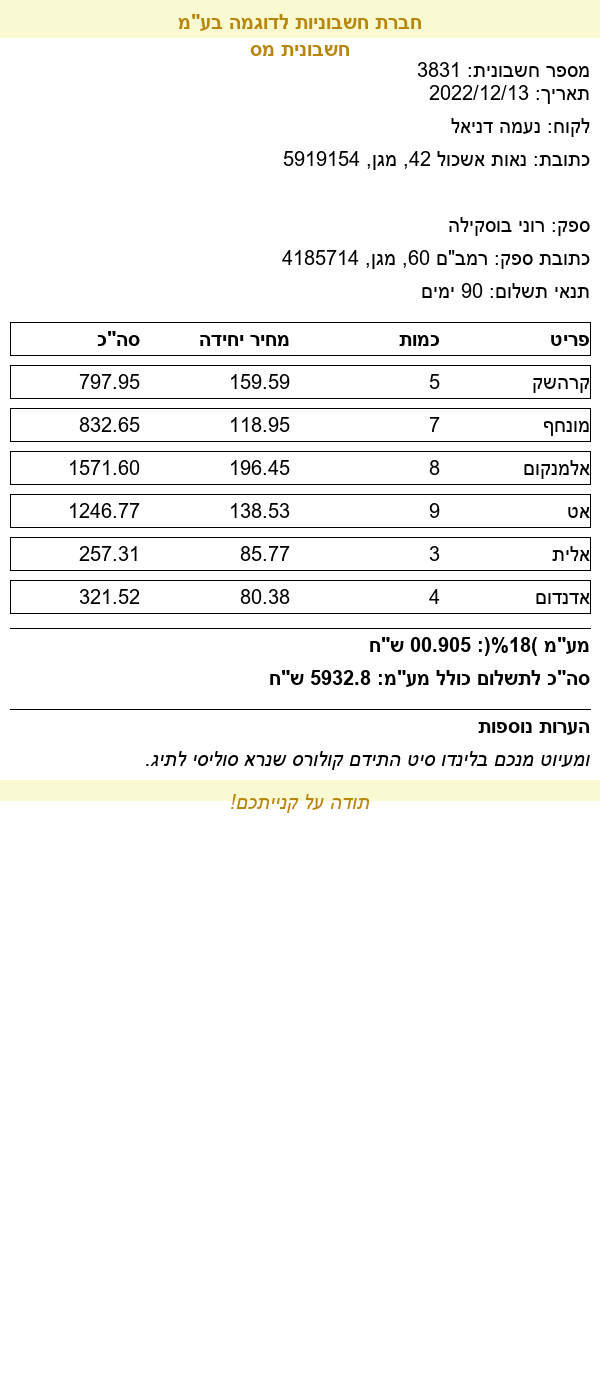 חברת חשבוניות לדוגמה בע"מ
חשבונית מס
מספר חשבונית: 3831
תאריך: 2022/12/13
לקוח: נעמה דניאל
כתובת: נאות אשכול 42, מגן, 5919154
ספק: רוני בוסקילה
כתובת ספק: רמב"ם 60, מגן, 4185714
תנאי תשלום: 90 ימים
פריט כמות מחיר יחידה סה"כ
קרהשק 5 159.59 797.95
מונחף 7 118.95 832.65
אלמנקום 8 196.45 1571.60
אט 9 138.53 1246.77
אלית 3 85.77 257.31
אדנדום 4 80.38 321.52
מע"מ )18%(: 00.905 ש"ח
סה"כ לתשלום כולל מע"מ: 5932.8 ש"ח
הערות נוספות
ומעיוט מנכם בלינדו סיט התידם קולורס שנרא סוליסי לתיג.
תודה על קנייתכם!